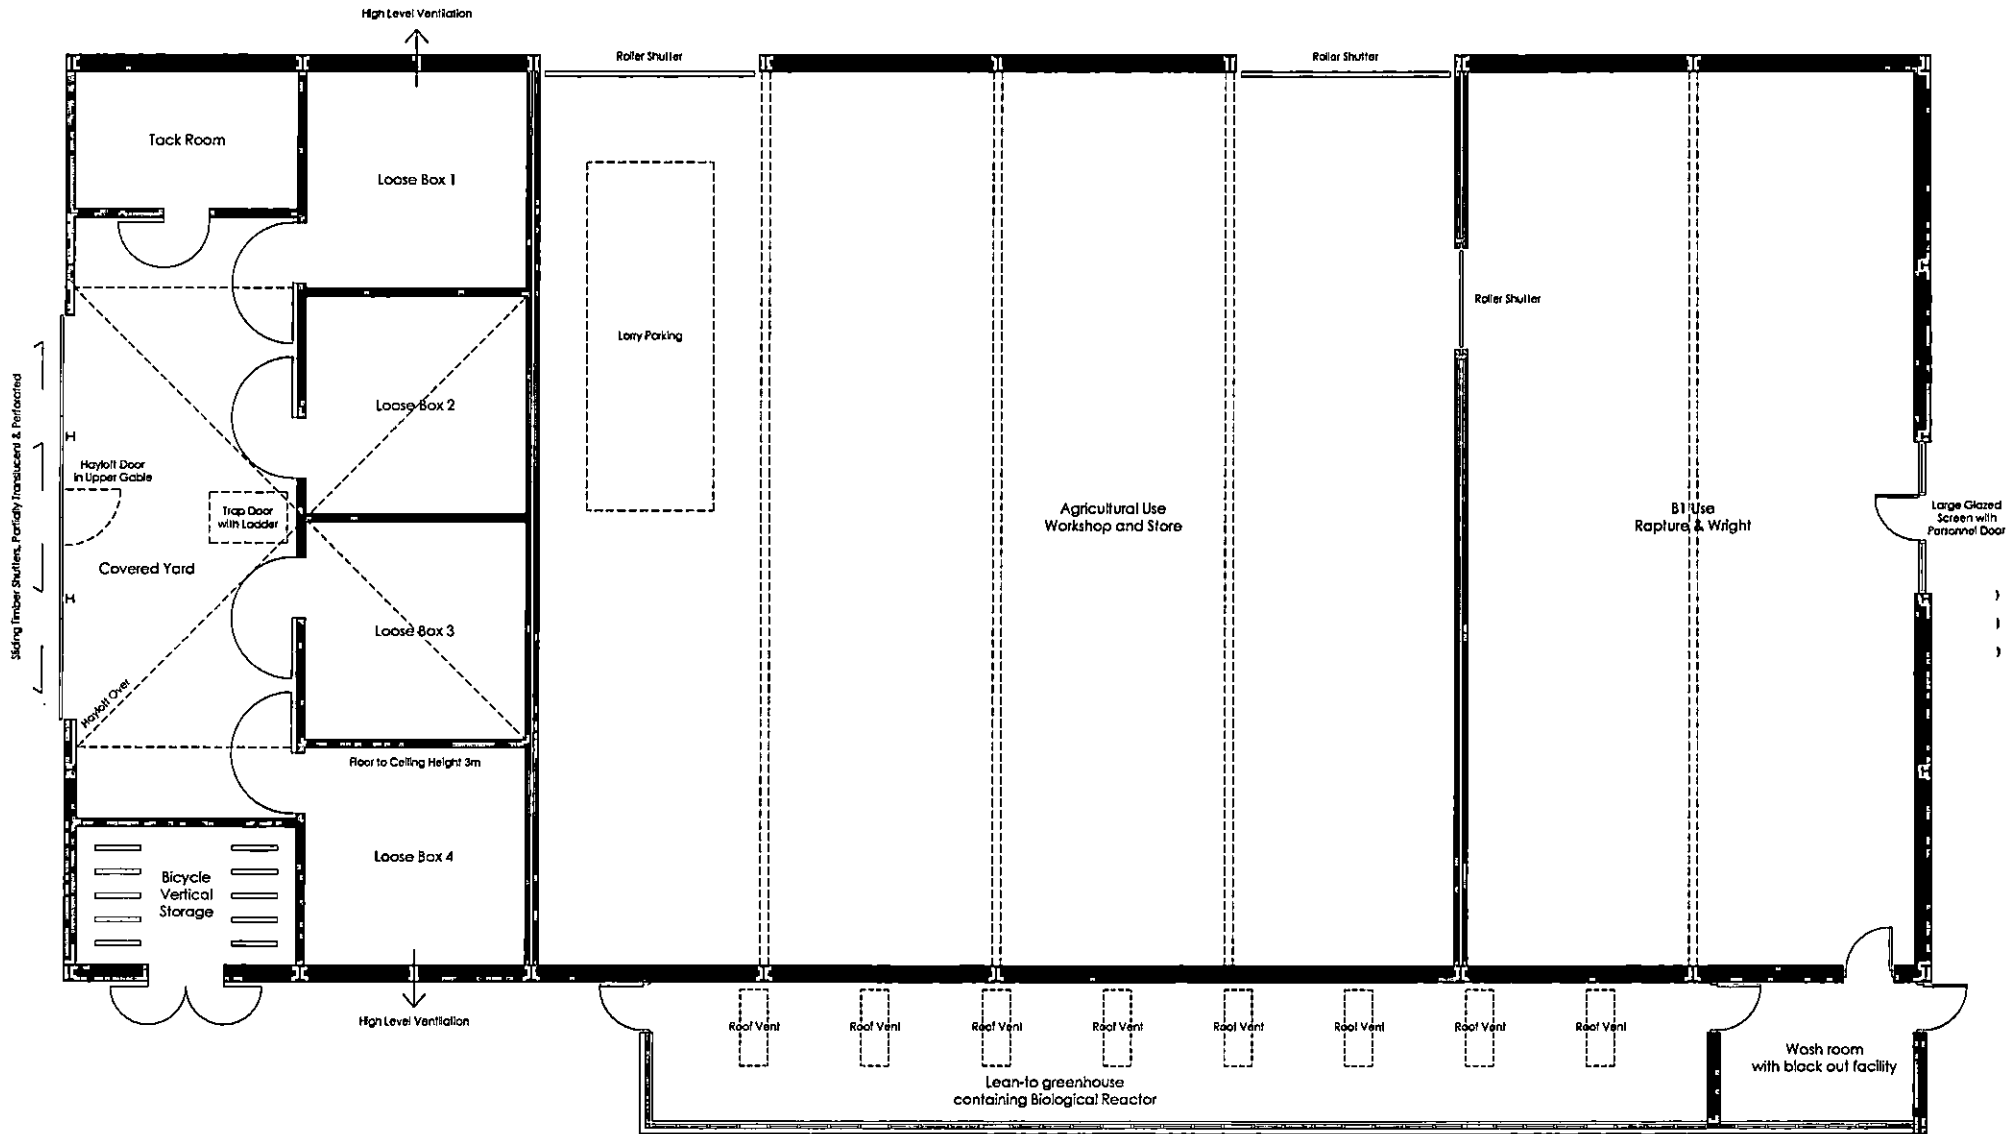 High Level Ventilation
Roller Shutter
Roller Shutter
Tack Room
Loose Box 1
Roller Shutter
Lorry Parking
Loose Box 2
Sliding Timber Shutters, Partially Translucent & Perforated
H
Hayloft Door
in Upper Gable
Trap Door
with Ladder
Agricultural Use
Workshop and Store
B1 Use
Rapture & Wright
Large Glazed
Screen with
Personnel Door
Covered Yard
H
Loose Box 3
Hayloft Over
Floor to Ceiling Height 3m
Loose Box 4
Bicycle
Vertical
Storage
High Level Ventilation
Roof Vent
Roof Vent
Roof Vent
Roof Vent
Roof Vent
Roof Vent
Roof Vent
Roof Vent
Wash room
with black out facility
Lean-to greenhouse
containing Biological Reactor